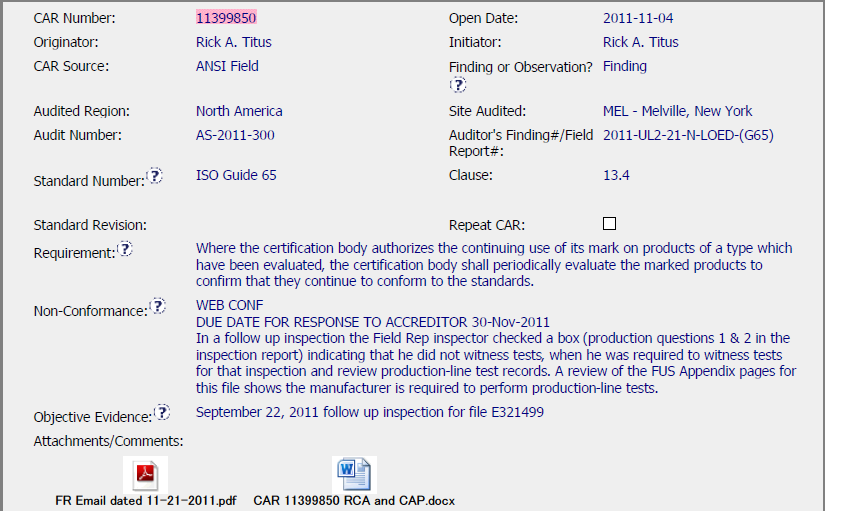 CAR Number: 11399850 Open Date: 2011-11-04
Originator: Rick A. Titus Initiator: Rick A. Titus
CAR Source: ANSI Field Finding or Observation? Finding
?
Audited Region: North America Site Audited: MEL - Melville, New York
Audit Number: AS-2011-300 Auditor's Finding#/Field 2011-UL2-21-N-LOED-(G65)
Report#:
Standard Number: ? ISO Guide 65 Clause: 13.4
Standard Revision: Repeat CAR:
Requirement: ? Where the certification body authorizes the continuing use of its mark on products of a type which
have been evaluated, the certification body shall periodically evaluate the marked products to
confirm that they continue to conform to the standards.
Non-Conformance: ? WEB CONF
DUE DATE FOR RESPONSE TO ACCREDITOR 30-Nov-2011
In a follow up inspection the Field Rep inspector checked a box (production questions 1 & 2 in the
inspection report) indicating that he did not witness tests, when he was required to witness tests
for that inspection and review production-line test records. A review of the FUS Appendix pages for
this file shows the manufacturer is required to perform production-line tests.
Objective Evidence: ? September 22, 2011 follow up inspection for file E321499
Attachments/Comments:
W
FR Email dated 11-21-2011.pdf CAR 11399850 RCA and CAP.docx